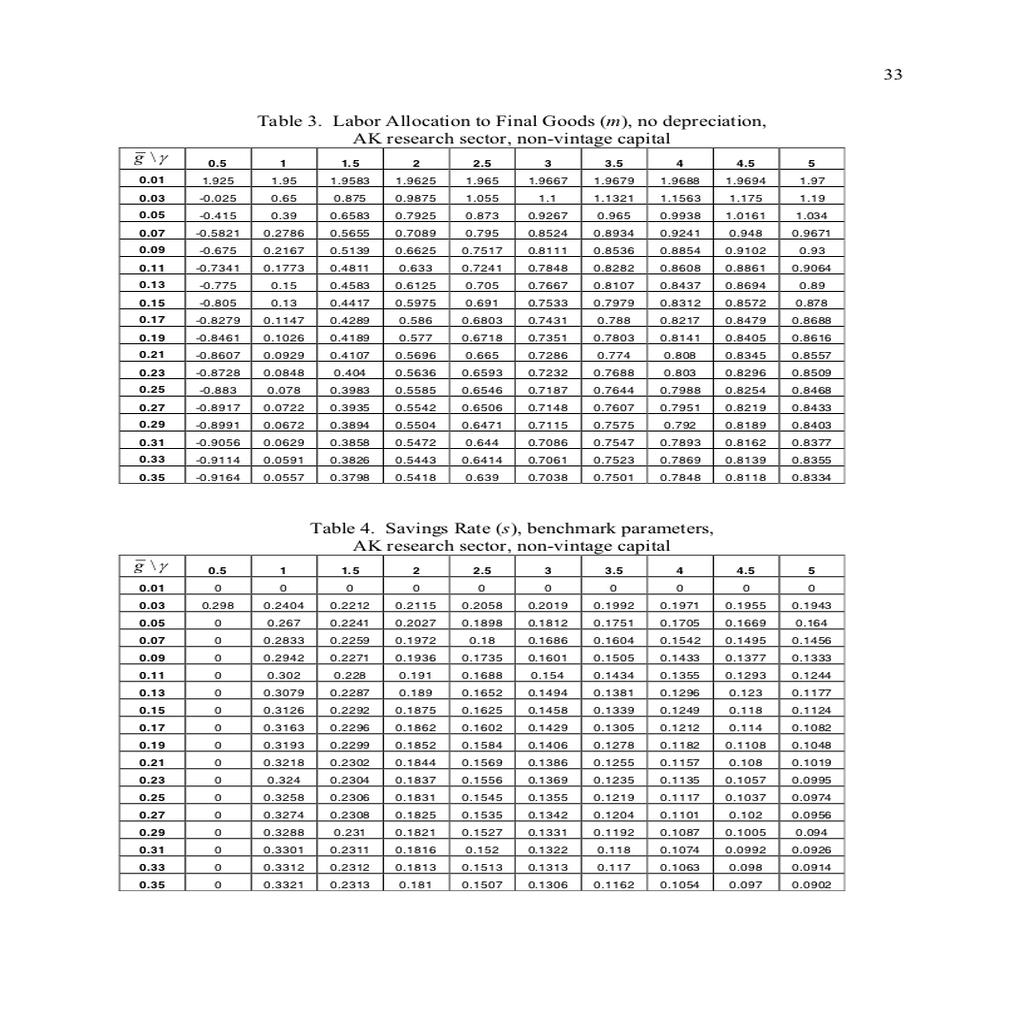 33
Table 3. Labor Allocation to Final Goods (m), no depreciation,
AK research sector, non-vintage capital
g̅ \ γ 0.5 1 1.5 2 2.5 3 3.5 4 4.5 5
0.01 1.925 1.95 1.9583 1.9625 1.965 1.9667 1.9679 1.9688 1.9694 1.97
0.03 -0.025 0.65 0.875 0.9875 1.055 1.1 1.1321 1.1563 1.175 1.19
0.05 -0.415 0.39 0.6583 0.7925 0.873 0.9267 0.965 0.9938 1.0161 1.034
0.07 -0.5821 0.2786 0.5655 0.7089 0.795 0.8524 0.8934 0.9241 0.948 0.9671
0.09 -0.675 0.2167 0.5139 0.6625 0.7517 0.8111 0.8536 0.8854 0.9102 0.93
0.11 -0.7341 0.1773 0.4811 0.633 0.7241 0.7848 0.8282 0.8608 0.8861 0.9064
0.13 -0.775 0.15 0.4583 0.6125 0.705 0.7667 0.8107 0.8437 0.8694 0.89
0.15 -0.805 0.13 0.4417 0.5975 0.691 0.7533 0.7979 0.8312 0.8572 0.878
0.17 -0.8279 0.1147 0.4289 0.586 0.6803 0.7431 0.788 0.8217 0.8479 0.8688
0.19 -0.8461 0.1026 0.4189 0.577 0.6718 0.7351 0.7803 0.8141 0.8405 0.8616
0.21 -0.8607 0.0929 0.4107 0.5696 0.665 0.7286 0.774 0.808 0.8345 0.8557
0.23 -0.8728 0.0848 0.404 0.5636 0.6593 0.7232 0.7688 0.803 0.8296 0.8509
0.25 -0.883 0.078 0.3983 0.5585 0.6546 0.7187 0.7644 0.7988 0.8254 0.8468
0.27 -0.8917 0.0722 0.3935 0.5542 0.6506 0.7148 0.7607 0.7951 0.8219 0.8433
0.29 -0.8991 0.0672 0.3894 0.5504 0.6471 0.7115 0.7575 0.792 0.8189 0.8403
0.31 -0.9056 0.0629 0.3858 0.5472 0.644 0.7086 0.7547 0.7893 0.8162 0.8377
0.33 -0.9114 0.0591 0.3826 0.5443 0.6414 0.7061 0.7523 0.7869 0.8139 0.8355
0.35 -0.9164 0.0557 0.3798 0.5418 0.639 0.7038 0.7501 0.7848 0.8118 0.8334
Table 4. Savings Rate (s), benchmark parameters,
AK research sector, non-vintage capital
g̅ \ γ 0.5 1 1.5 2 2.5 3 3.5 4 4.5 5
0.01 0 0 0 0 0 0 0 0 0 0
0.03 0.298 0.2404 0.2212 0.2115 0.2058 0.2019 0.1992 0.1971 0.1955 0.1943
0.05 0 0.267 0.2241 0.2027 0.1898 0.1812 0.1751 0.1705 0.1669 0.164
0.07 0 0.2833 0.2259 0.1972 0.18 0.1686 0.1604 0.1542 0.1495 0.1456
0.09 0 0.2942 0.2271 0.1936 0.1735 0.1601 0.1505 0.1433 0.1377 0.1333
0.11 0 0.302 0.228 0.191 0.1688 0.154 0.1434 0.1355 0.1293 0.1244
0.13 0 0.3079 0.2287 0.189 0.1652 0.1494 0.1381 0.1296 0.123 0.1177
0.15 0 0.3126 0.2292 0.1875 0.1625 0.1458 0.1339 0.1249 0.118 0.1124
0.17 0 0.3163 0.2296 0.1862 0.1602 0.1429 0.1305 0.1212 0.114 0.1082
0.19 0 0.3193 0.2299 0.1852 0.1584 0.1406 0.1278 0.1182 0.1108 0.1048
0.21 0 0.3218 0.2302 0.1844 0.1569 0.1386 0.1255 0.1157 0.108 0.1019
0.23 0 0.324 0.2304 0.1837 0.1556 0.1369 0.1235 0.1135 0.1057 0.0995
0.25 0 0.3258 0.2306 0.1831 0.1545 0.1355 0.1219 0.1117 0.1037 0.0974
0.27 0 0.3274 0.2308 0.1825 0.1535 0.1342 0.1204 0.1101 0.102 0.0956
0.29 0 0.3288 0.231 0.1821 0.1527 0.1331 0.1192 0.1087 0.1005 0.094
0.31 0 0.3301 0.2311 0.1816 0.152 0.1322 0.118 0.1074 0.0992 0.0926
0.33 0 0.3312 0.2312 0.1813 0.1513 0.1313 0.117 0.1063 0.098 0.0914
0.35 0 0.3321 0.2313 0.181 0.1507 0.1306 0.1162 0.1054 0.097 0.0902